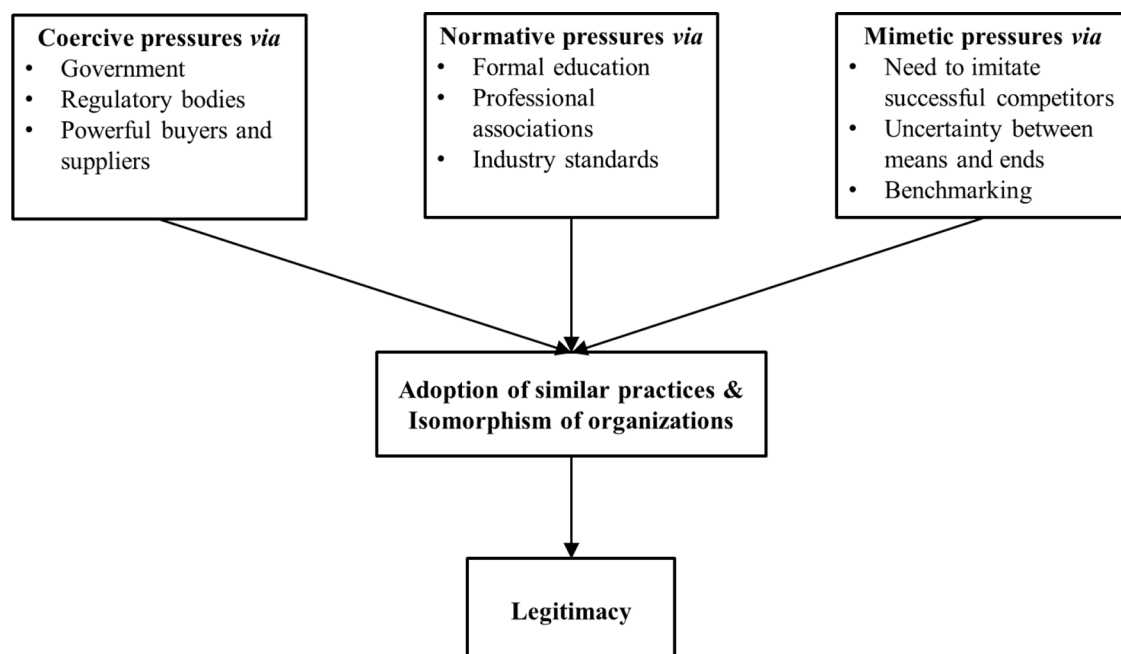 Coercive pressures via
• Government
• Regulatory bodies
• Powerful buyers and
suppliers
Normative pressures via
• Formal education
• Professional
associations
• Industry standards
Mimetic pressures via
• Need to imitate
successful competitors
• Uncertainty between
means and ends
• Benchmarking
Adoption of similar practices &
Isomorphism of organizations
Legitimacy